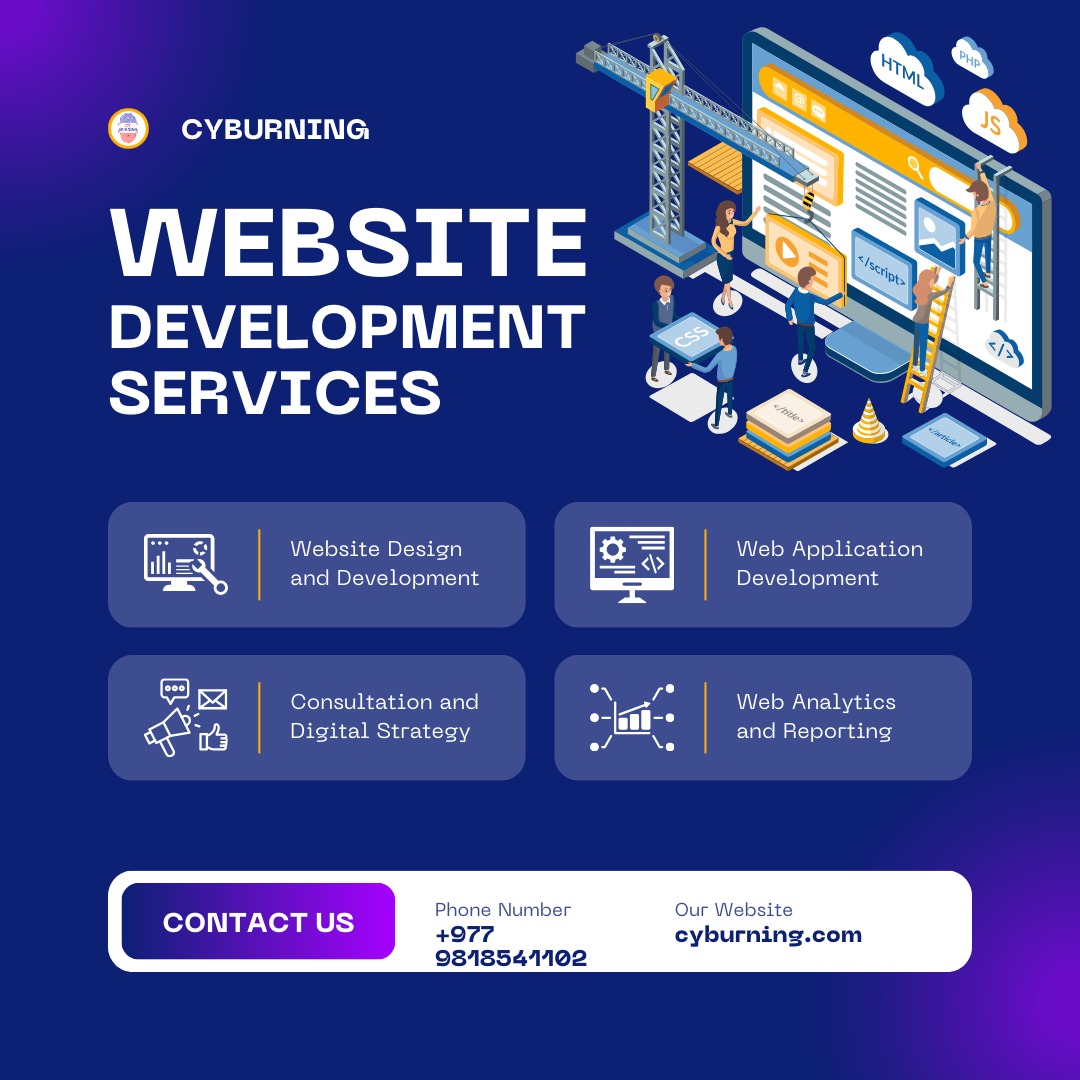 CYBURNING
WEBSITE
DEVELOPMENT
SERVICES
HTML
PHP
JS
</script>
CSS
</>
</title>
</article>
Website Design
and Development
Web Application
Development
Consultation and
Digital Strategy
Web Analytics
and Reporting
CONTACT US
Phone Number
+977
9818541102
Our Website
cyburning.com